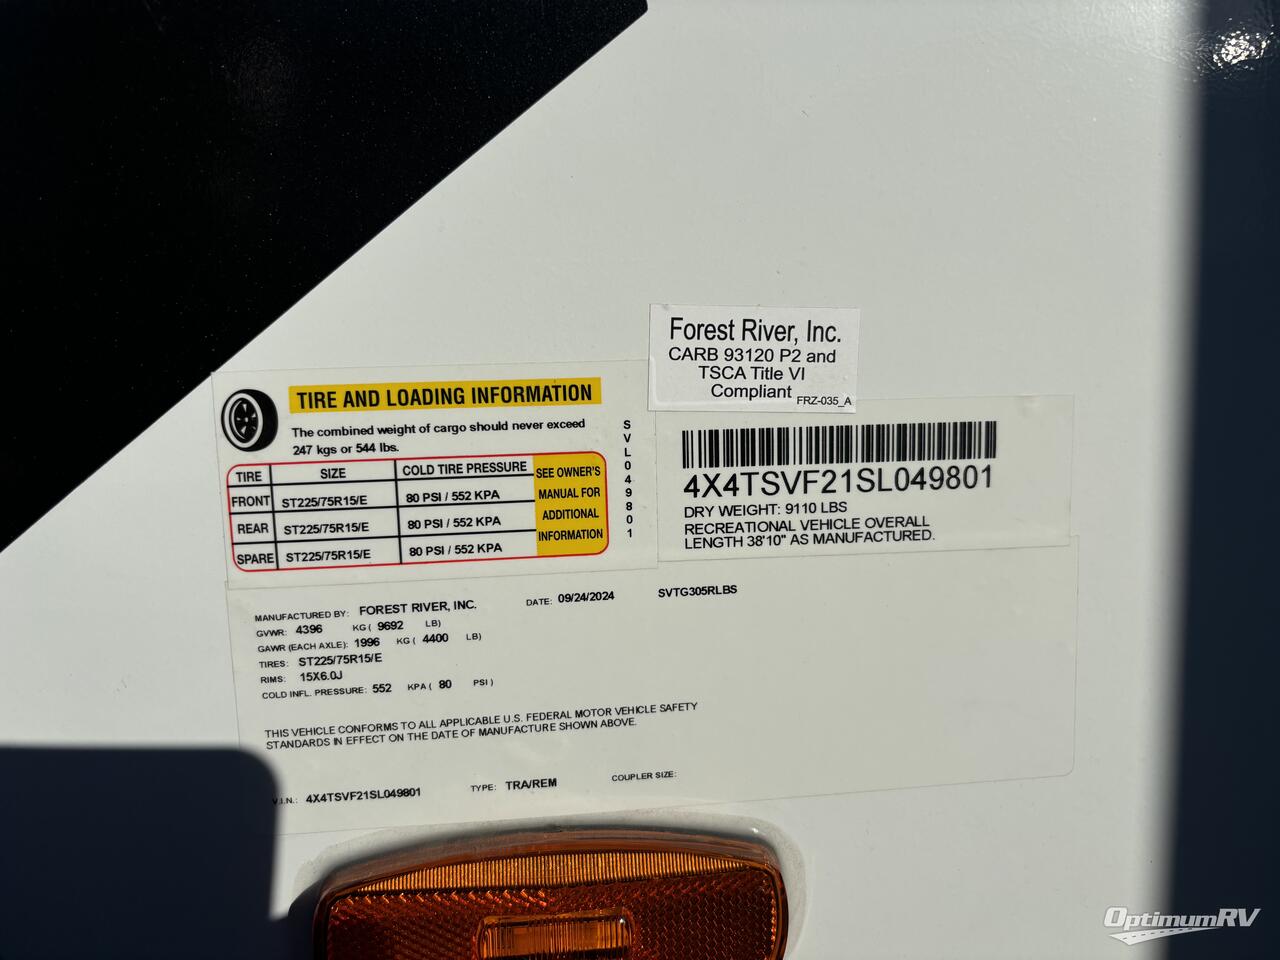 Forest River, Inc.
CARB 93120 P2 and
TSCA Title VI
Compliant
FRZ-035_A
TIRE AND LOADING INFORMATION
The combined weight of cargo should never exceed
247 kgs or 544 lbs.
TIRE SIZE COLD TIRE PRESSURE
FRONT ST225/75R15/E 80 PSI / 552 KPA
REAR ST225/75R15/E 80 PSI / 552 KPA
SPARE ST225/75R15/E 80 PSI / 552 KPA
SEE OWNER'S
MANUAL FOR
ADDITIONAL
INFORMATION
SVL049801
4X4TSVF21SL049801
DRY WEIGHT: 9110 LBS
RECREATIONAL VEHICLE OVERALL
LENGTH 38'10" AS MANUFACTURED.
MANUFACTURED BY: FOREST RIVER, INC. DATE: 09/24/2024 SVTG305RLBS
GVWR: 4396 KG ( 9692 LB)
GAWR (EACH AXLE): 1996 KG ( 4400 LB)
TIRES: ST225/75R15/E
RIMS: 15X6.0J
COLD INFL. PRESSURE: 552 KPA ( 80 PSI )
THIS VEHICLE CONFORMS TO ALL APPLICABLE U.S. FEDERAL MOTOR VEHICLE SAFETY
STANDARDS IN EFFECT ON THE DATE OF MANUFACTURE SHOWN ABOVE.
V.I.N.: 4X4TSVF21SL049801 TYPE: TRA/REM COUPLER SIZE:
OptimumRV